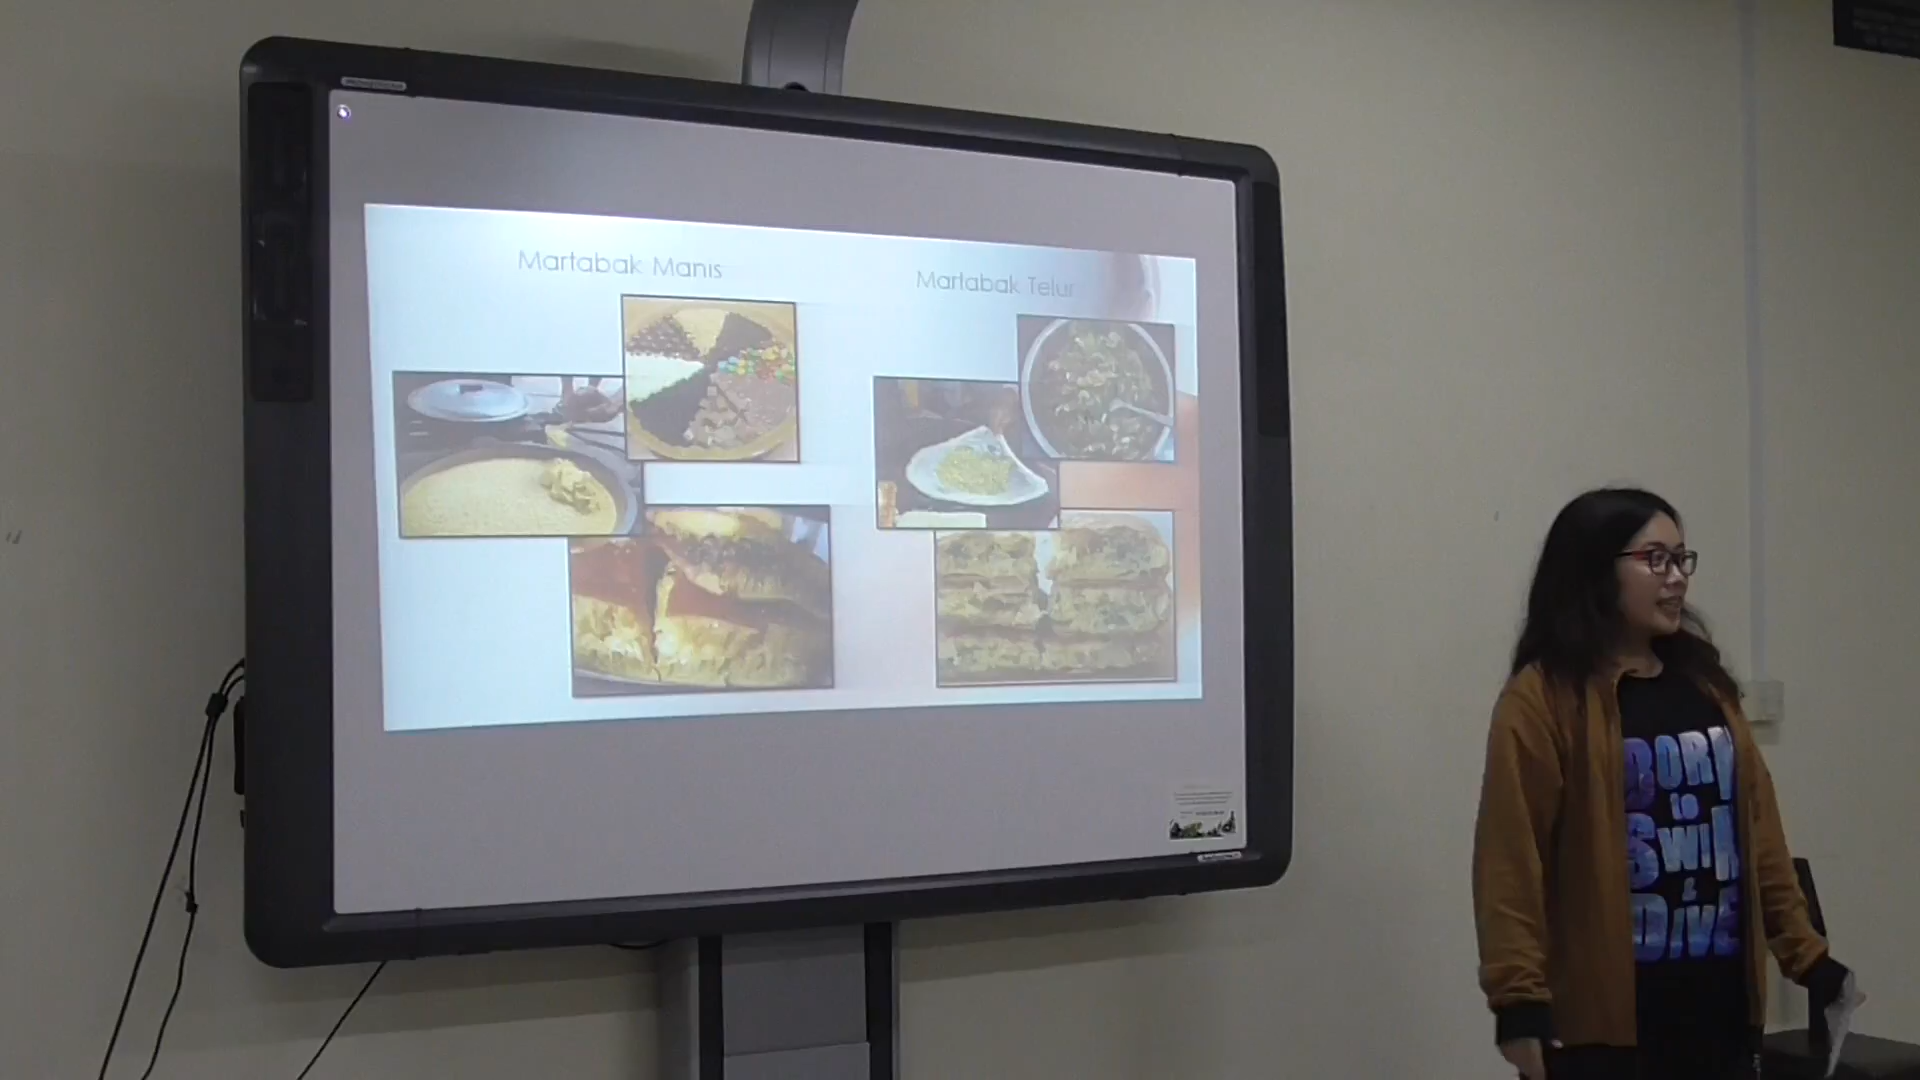 Martabak Manis
Martabak Telur
BORN
to
SWIM
&
DIVE